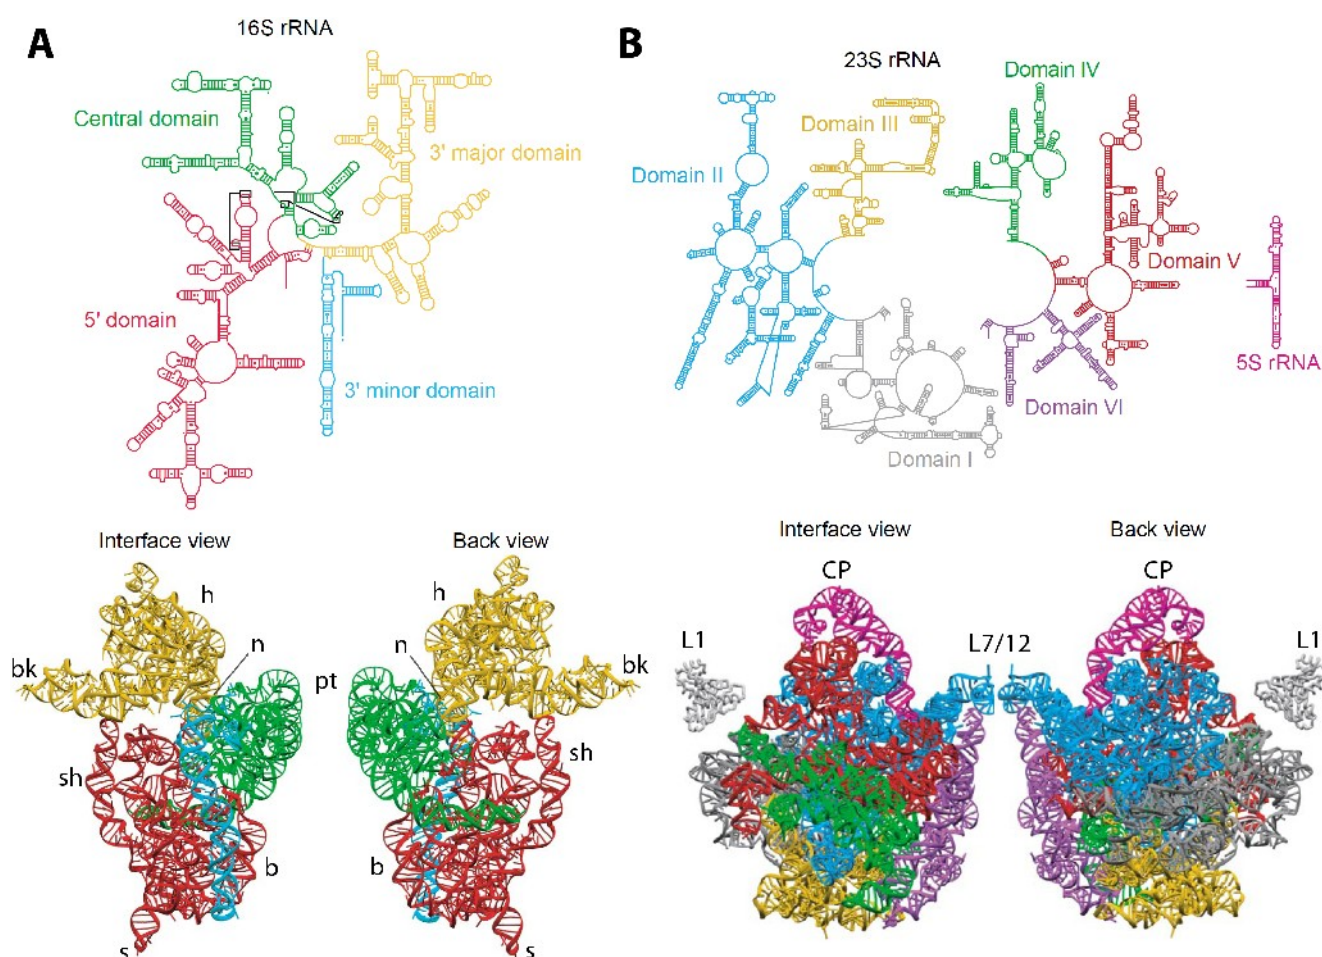 A
16S rRNA
Central domain
3' major domain
5' domain
3' minor domain
B
23S rRNA
Domain IV
Domain III
Domain II
Domain V
5S rRNA
Domain VI
Domain I
Interface view
Back view
h
h
n
n
bk
bk
pt
sh
sh
b
b
s
s
Interface view
Back view
CP
CP
L1
L7/12
L1